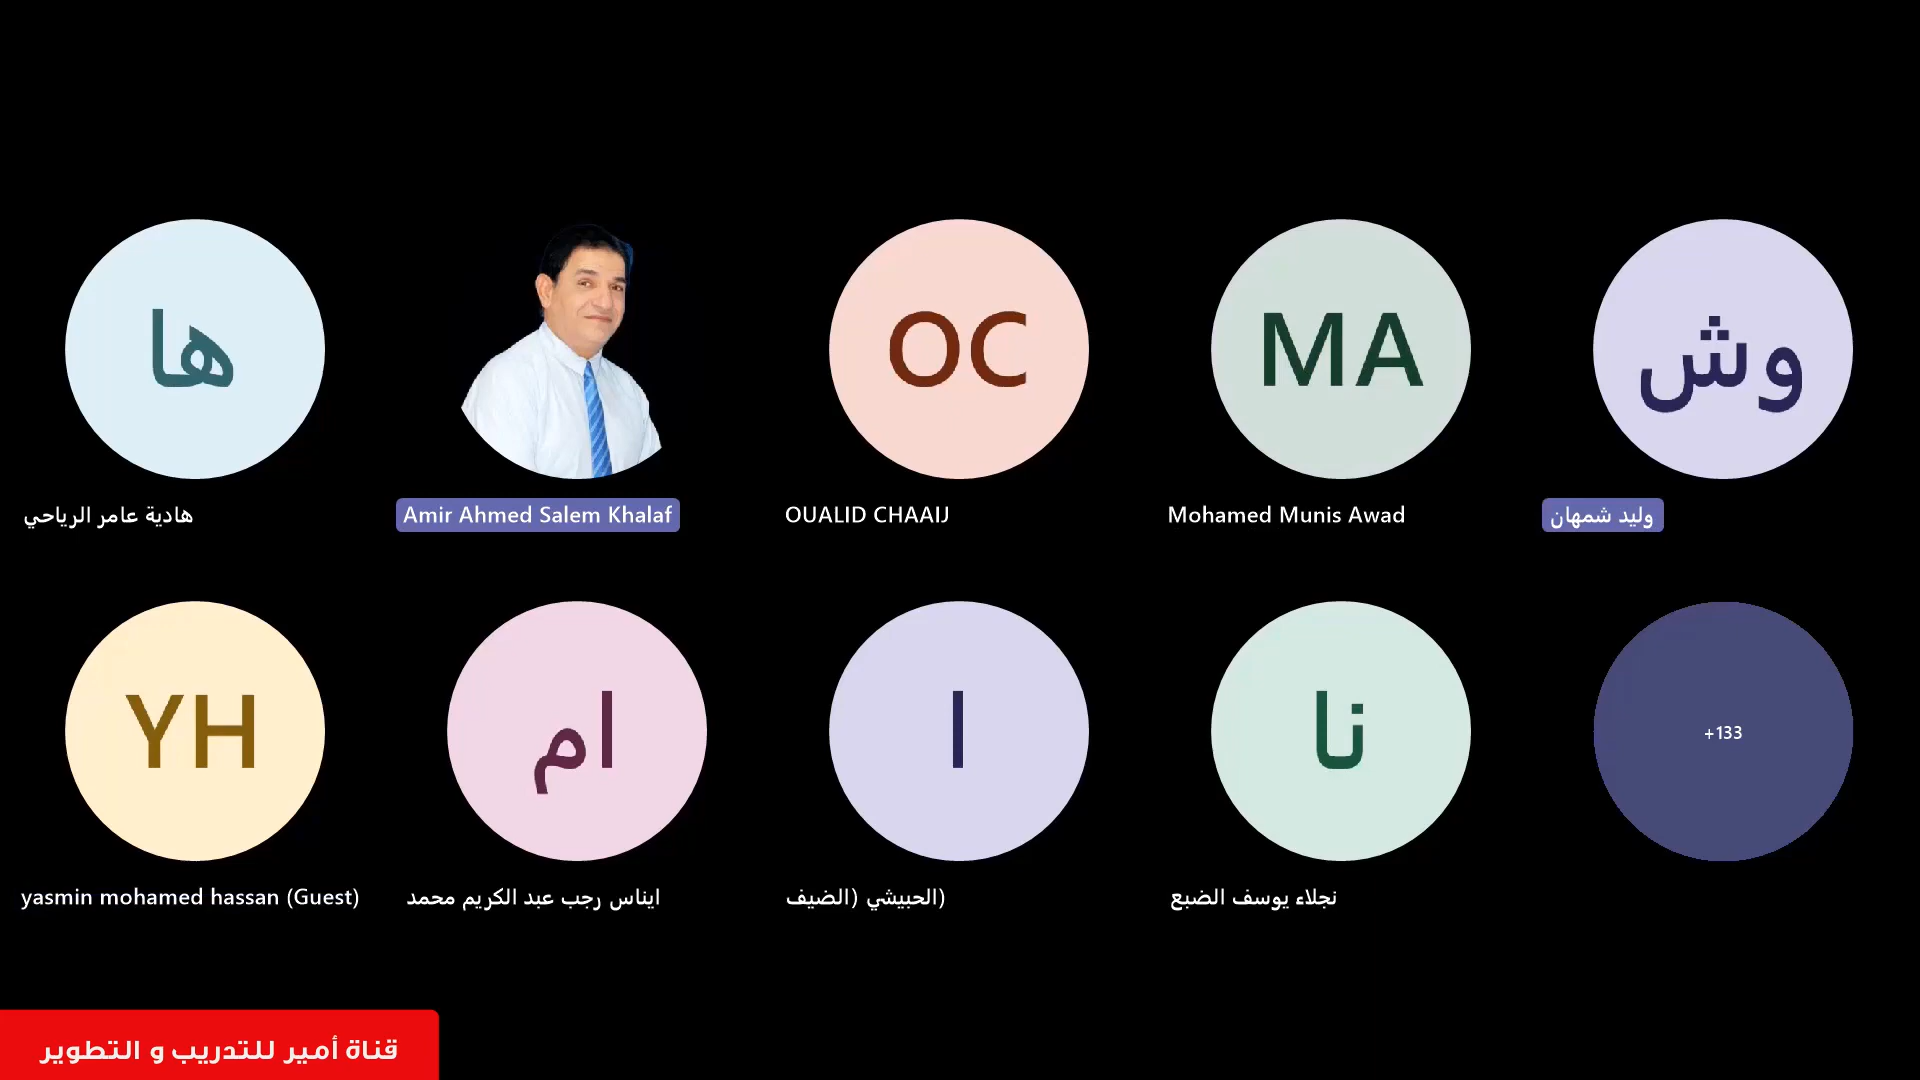 ها
OC
MA
وش
هادية عامر الرياحي
Amir Ahmed Salem Khalaf
OUALID CHAAIJ
Mohamed Munis Awad
وليد شمهان
YH
ام
ا
نا
+133
yasmin mohamed hassan (Guest)
ايناس رجب عبد الكريم محمد
الحبيشي (الضيف)
نجلاء يوسف الضبع
قناة أمير للتدريب و التطوير